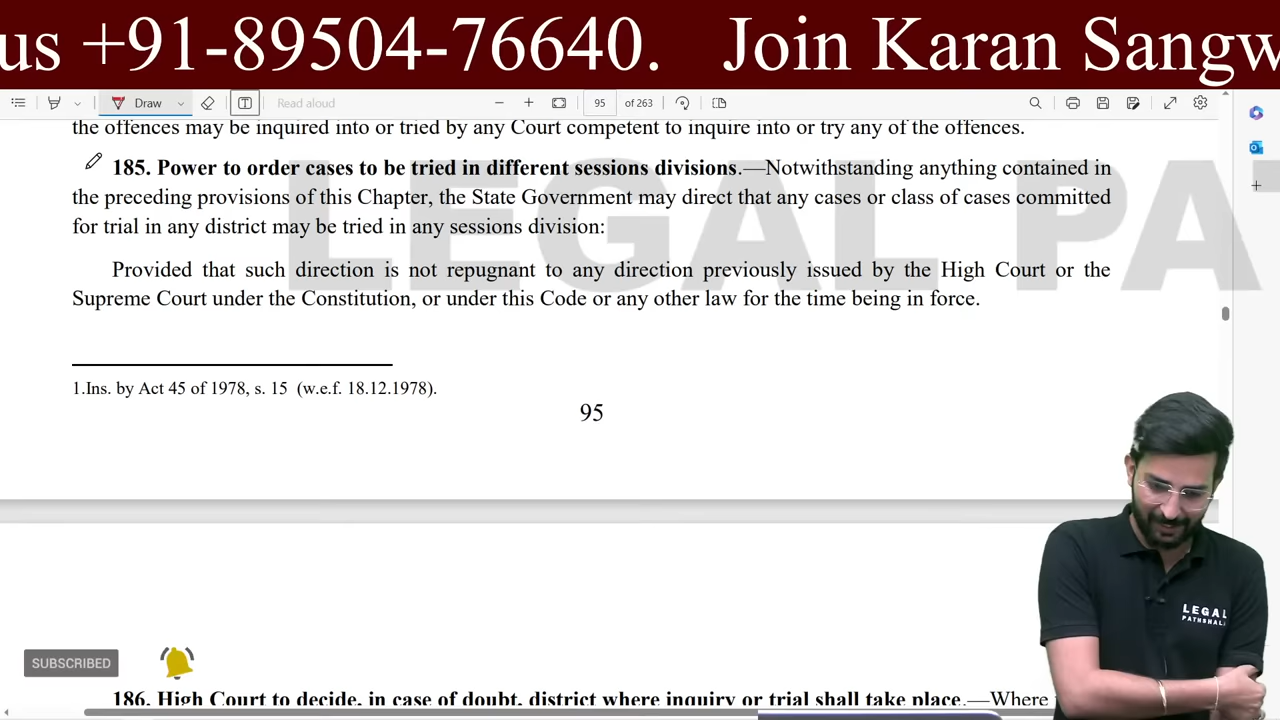 us +91-89504-76640. Join Karan Sangw
Draw
Read aloud
95 of 263
the offences may be inquired into or tried by any Court competent to inquire into or try any of the offences.
185. Power to order cases to be tried in different sessions divisions.—Notwithstanding anything contained in
the preceding provisions of this Chapter, the State Government may direct that any cases or class of cases committed
for trial in any district may be tried in any sessions division:
Provided that such direction is not repugnant to any direction previously issued by the High Court or the
Supreme Court under the Constitution, or under this Code or any other law for the time being in force.
LEGAL PA
1.Ins. by Act 45 of 1978, s. 15 (w.e.f. 18.12.1978).
95
LEGAL
PATHSHALA
SUBSCRIBED
186. High Court to decide, in case of doubt, district where inquiry or trial shall take place.—Where